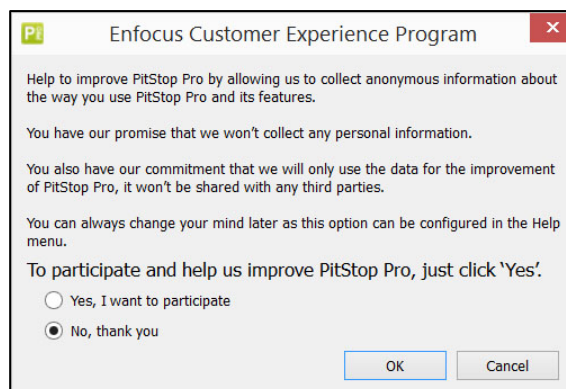 Pi
Enfocus Customer Experience Program
Help to improve PitStop Pro by allowing us to collect anonymous information about
the way you use PitStop Pro and its features.
You have our promise that we won't collect any personal information.
You also have our commitment that we will only use the data for the improvement
of PitStop Pro, it won't be shared with any third parties.
You can always change your mind later as this option can be configured in the Help
menu.
To participate and help us improve PitStop Pro, just click ‘Yes’.
Yes, I want to participate
No, thank you
OK
Cancel